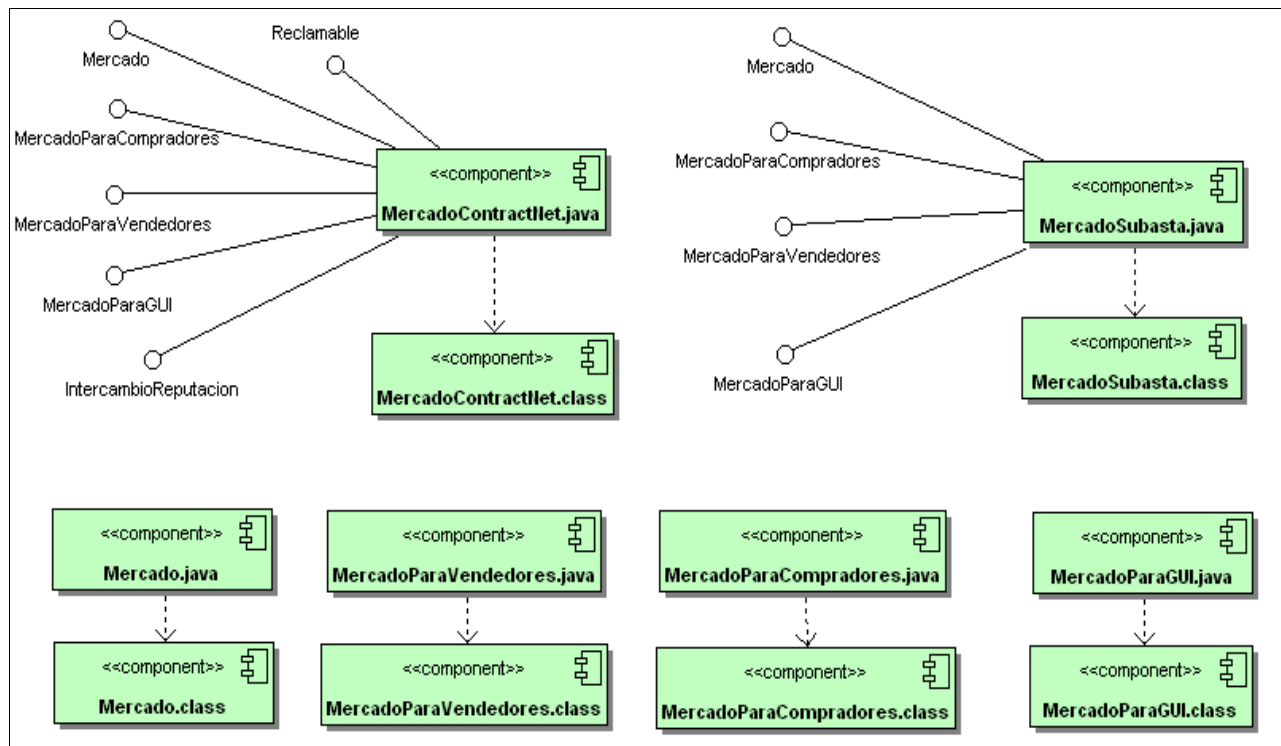 Reclamable
Mercado
MercadoParaCompradores
MercadoParaVendedores
MercadoParaGUI
IntercambioReputacion
<<component>>
MercadoContractNet.java
<<component>>
MercadoContractNet.class
Mercado
MercadoParaCompradores
MercadoParaVendedores
MercadoParaGUI
<<component>>
MercadoSubasta.java
<<component>>
MercadoSubasta.class
<<component>>
Mercado.java
<<component>>
Mercado.class
<<component>>
MercadoParaVendedores.java
<<component>>
MercadoParaVendedores.class
<<component>>
MercadoParaCompradores.java
<<component>>
MercadoParaCompradores.class
<<component>>
MercadoParaGUI.java
<<component>>
MercadoParaGUI.class